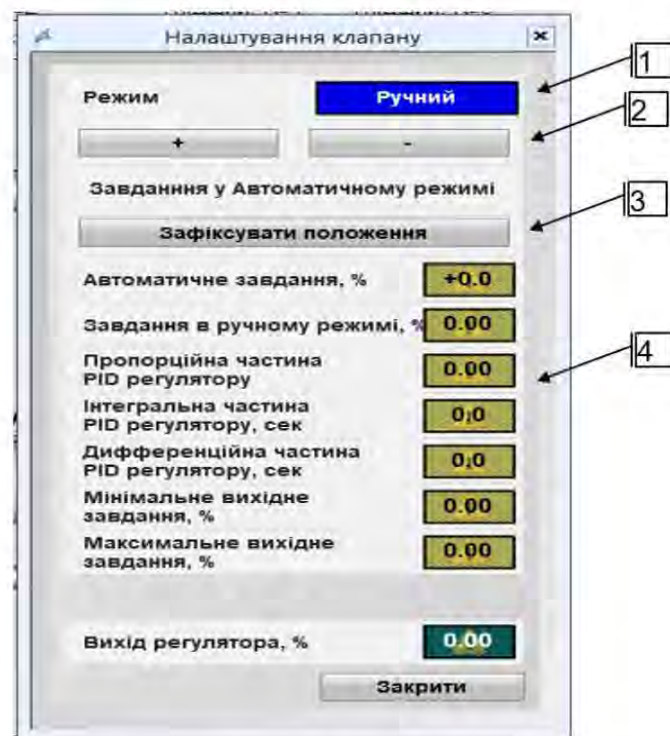 Налаштування клапану
Режим Ручний 1
+ - 2
Завданння у Автоматичному режимі
Зафіксувати положення 3
Автоматичне завдання, % +0.0
Завдання в ручному режимі, % 0.00
Пропорційна частина
PID регулятору 0.00 4
Інтегральна частина
PID регулятору, сек 0.0
Дифференційна частина
PID регулятору, сек 0.0
Мінімальне вихідне
завдання, % 0.00
Максимальне вихідне
завдання, % 0.00
Вихід регулятора, % 0.00
Закрити